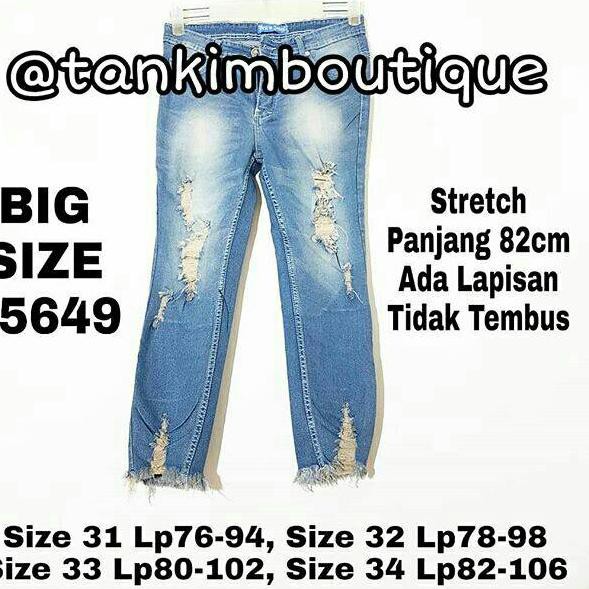 @tankimboutique
BIG
SIZE
5649
Stretch
Panjang 82cm
Ada Lapisan
Tidak Tembus
Size 31 Lp76-94, Size 32 Lp78-98
Size 33 Lp80-102, Size 34 Lp82-106